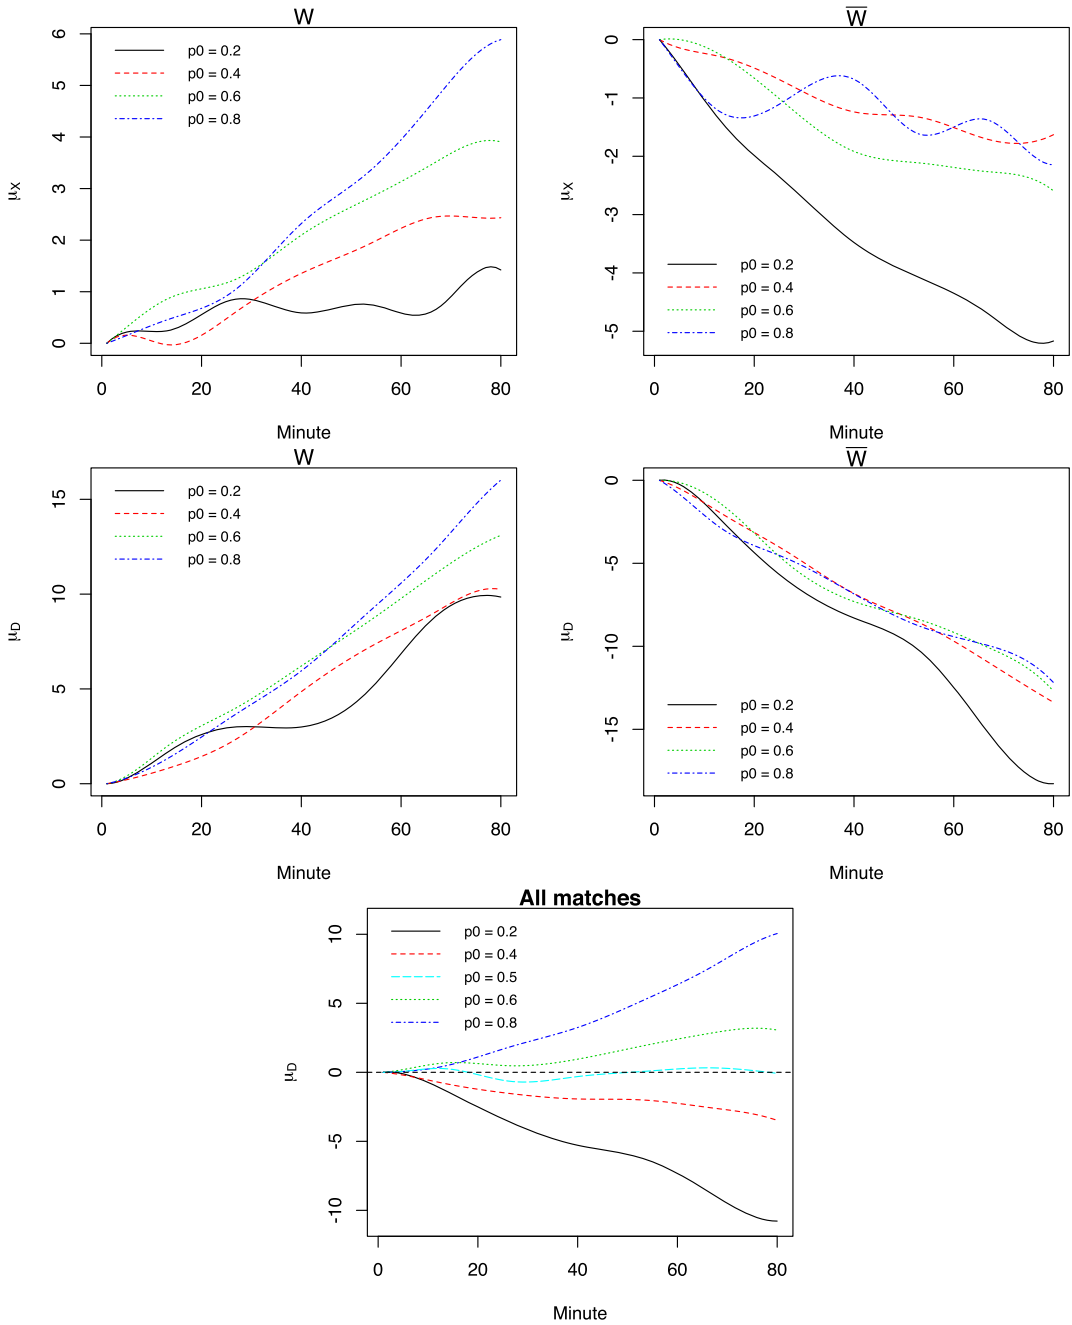 W
μX
6
5
4
3
2
1
0
p0 = 0.2
p0 = 0.4
p0 = 0.6
p0 = 0.8
0 20 40 60 80
Minute
W̅
μX
0
-1
-2
-3
-4
-5
p0 = 0.2
p0 = 0.4
p0 = 0.6
p0 = 0.8
0 20 40 60 80
Minute
W
μD
15
10
5
0
p0 = 0.2
p0 = 0.4
p0 = 0.6
p0 = 0.8
0 20 40 60 80
Minute
W̅
μD
0
-5
-10
-15
p0 = 0.2
p0 = 0.4
p0 = 0.6
p0 = 0.8
0 20 40 60 80
Minute
All matches
μD
10
5
0
-5
-10
p0 = 0.2
p0 = 0.4
p0 = 0.5
p0 = 0.6
p0 = 0.8
0 20 40 60 80
Minute